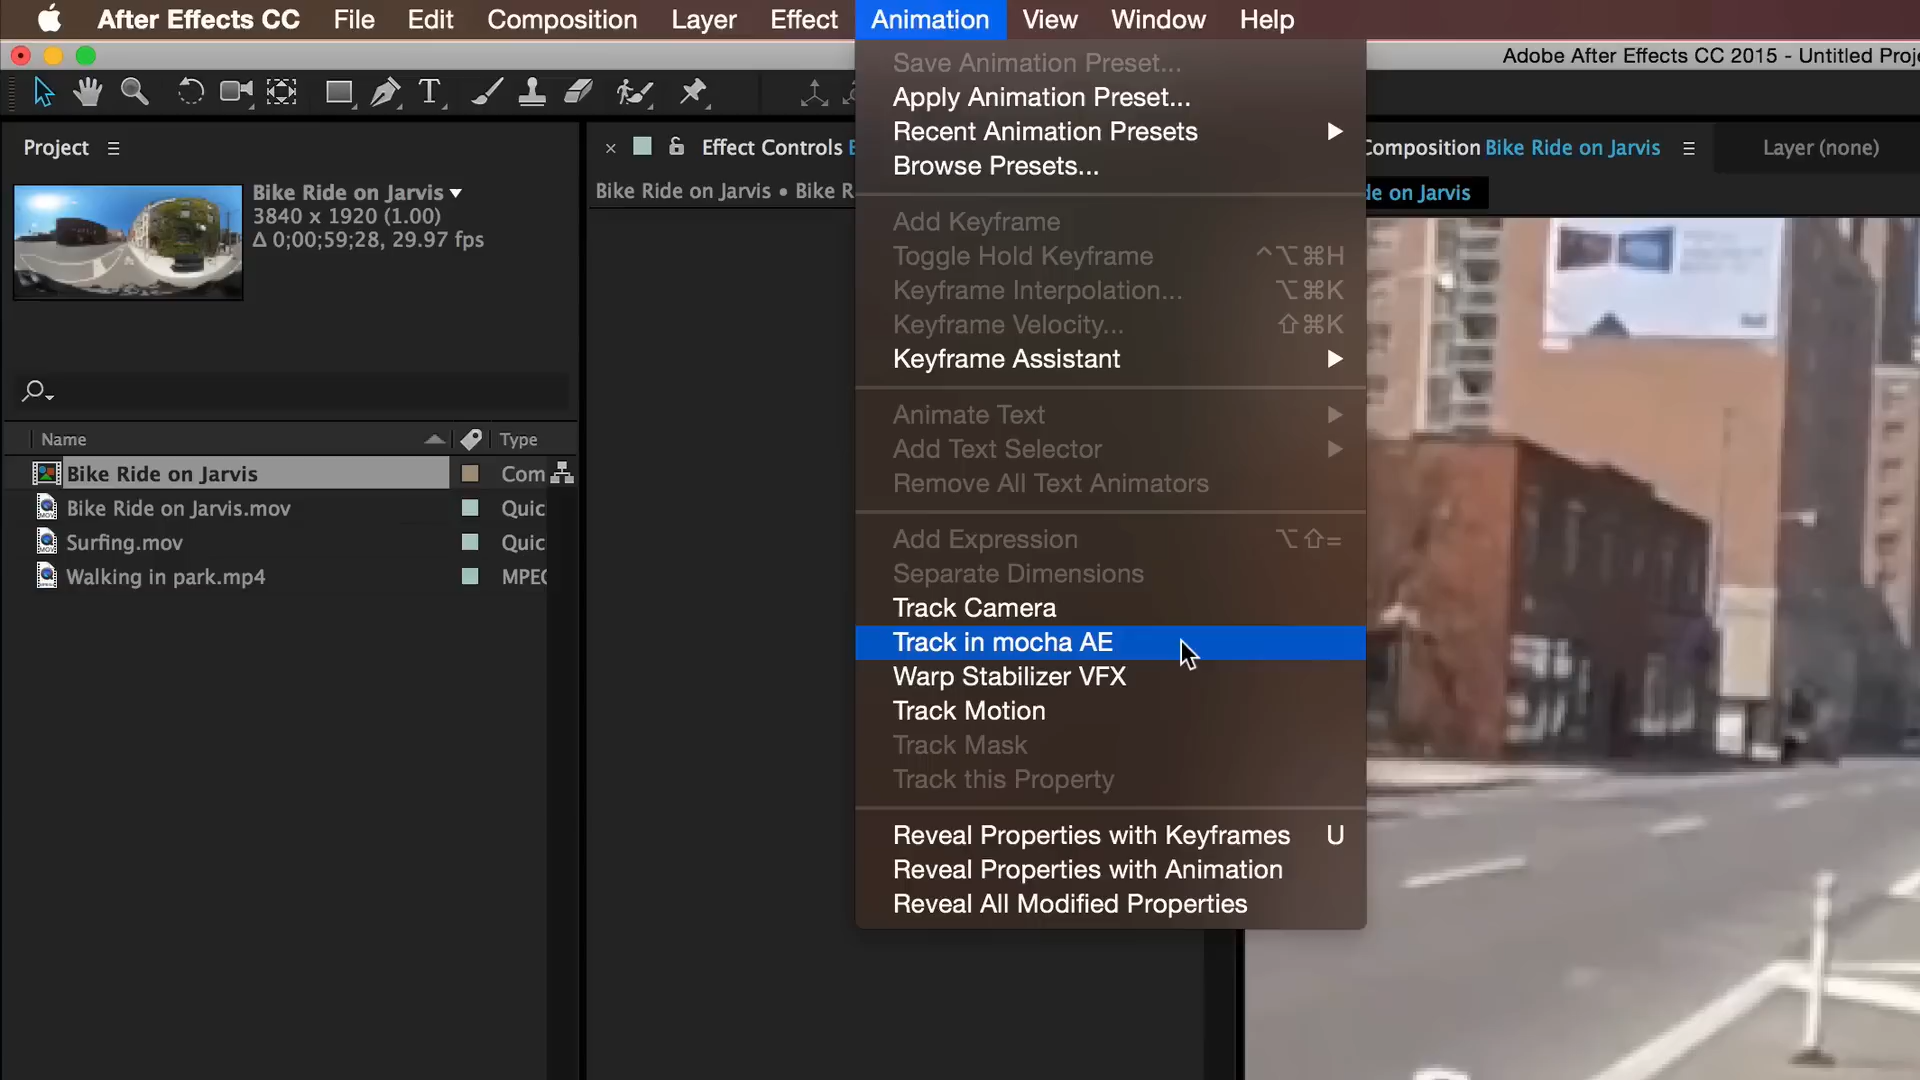 After Effects CC File Edit Composition Layer Effect Animation View Window Help
Adobe After Effects CC 2015 - Untitled Proje
T
Project
Bike Ride on Jarvis
3840 x 1920 (1.00)
Δ 0;00;59;28, 29.97 fps
Name Type
Bike Ride on Jarvis Com
Bike Ride on Jarvis.mov Quic
Surfing.mov Quic
Walking in park.mp4 MPEG
× Effect Controls B
Bike Ride on Jarvis • Bike R
Save Animation Preset...
Apply Animation Preset...
Recent Animation Presets
Browse Presets...
Add Keyframe
Toggle Hold Keyframe ^⌥⌘H
Keyframe Interpolation... ⌥⌘K
Keyframe Velocity... ⇧⌘K
Keyframe Assistant
Animate Text
Add Text Selector
Remove All Text Animators
Add Expression ⌥⇧=
Separate Dimensions
Track Camera
Track in mocha AE
Warp Stabilizer VFX
Track Motion
Track Mask
Track this Property
Reveal Properties with Keyframes U
Reveal Properties with Animation
Reveal All Modified Properties
Composition Bike Ride on Jarvis
Layer (none)
de on Jarvis